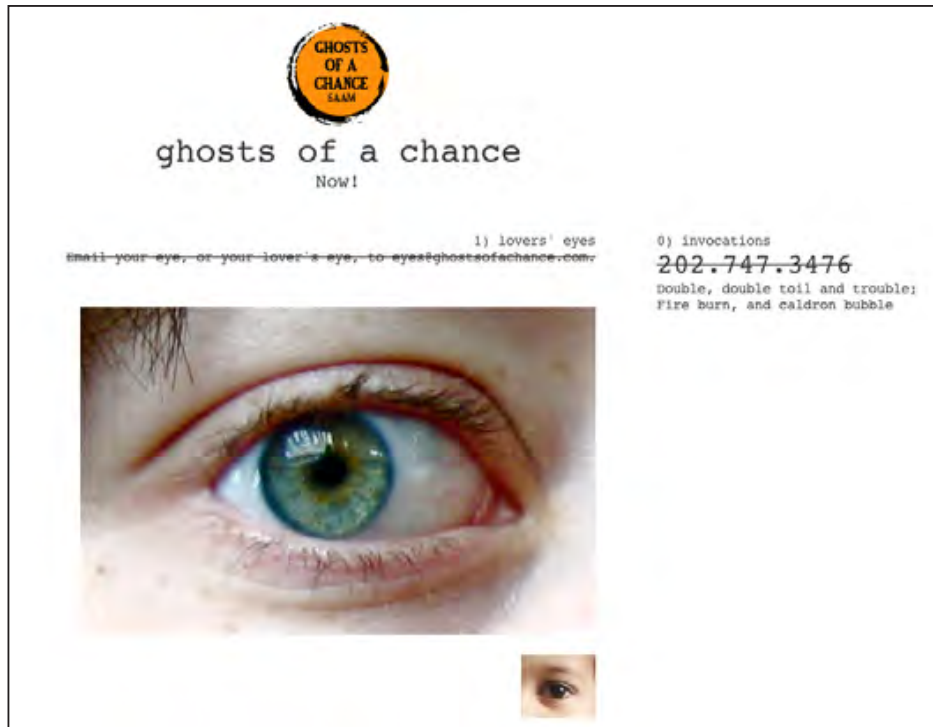 GHOSTS
OF A
CHANCE
SAAM
ghosts of a chance
Now!
1) lovers' eyes
Email your eye, or your lover's eye, to eyes@ghostsofachance.com.
0) invocations
202.747.3476
Double, double toil and trouble;
Fire burn, and caldron bubble